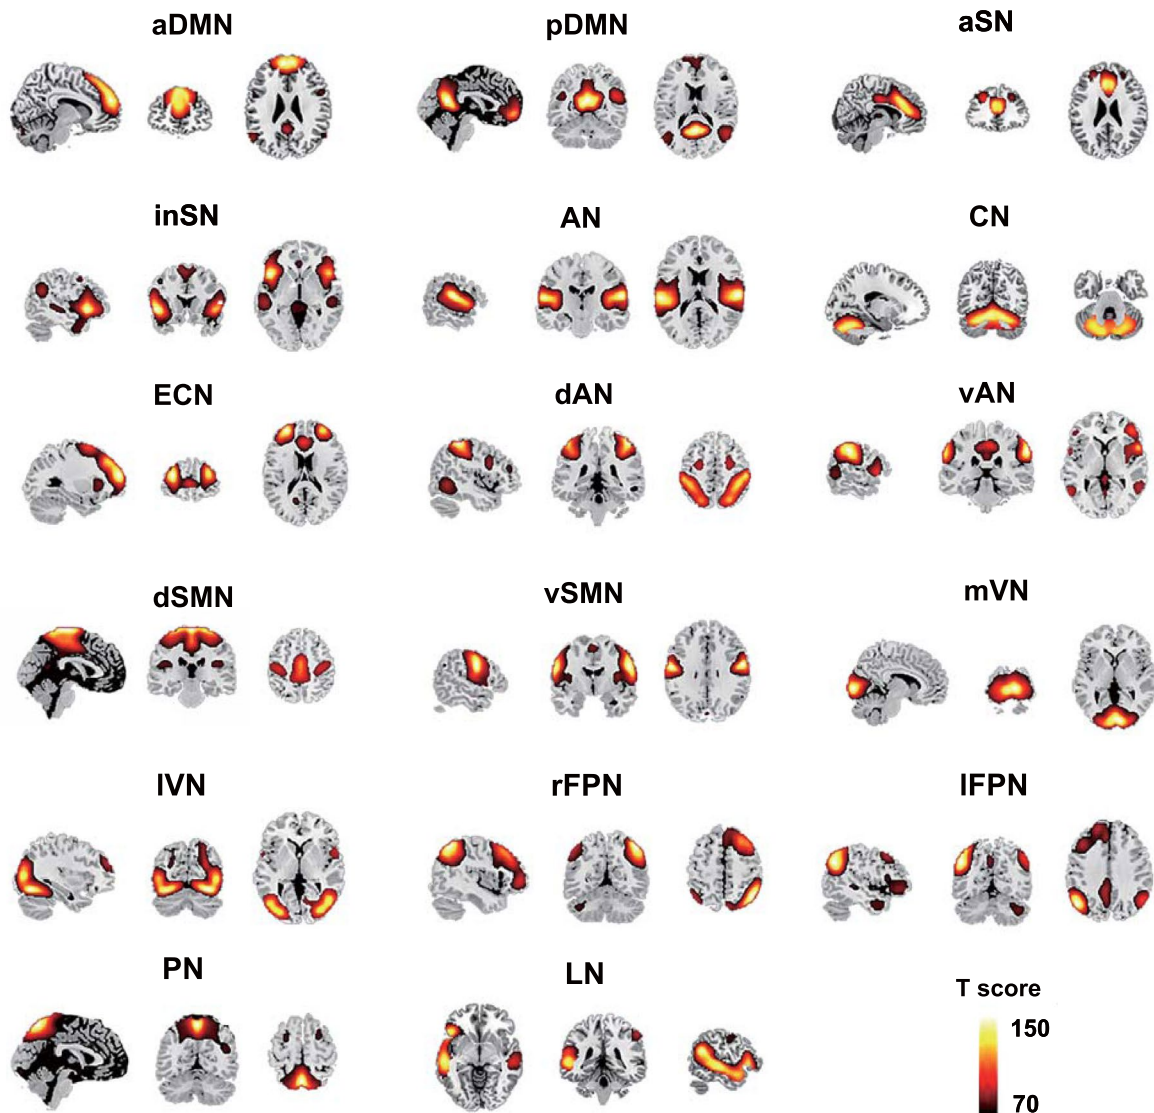 aDMN pDMN aSN
inSN AN CN
ECN dAN vAN
dSMN vSMN mVN
lVN rFPN lFPN
PN LN
T score
150
70